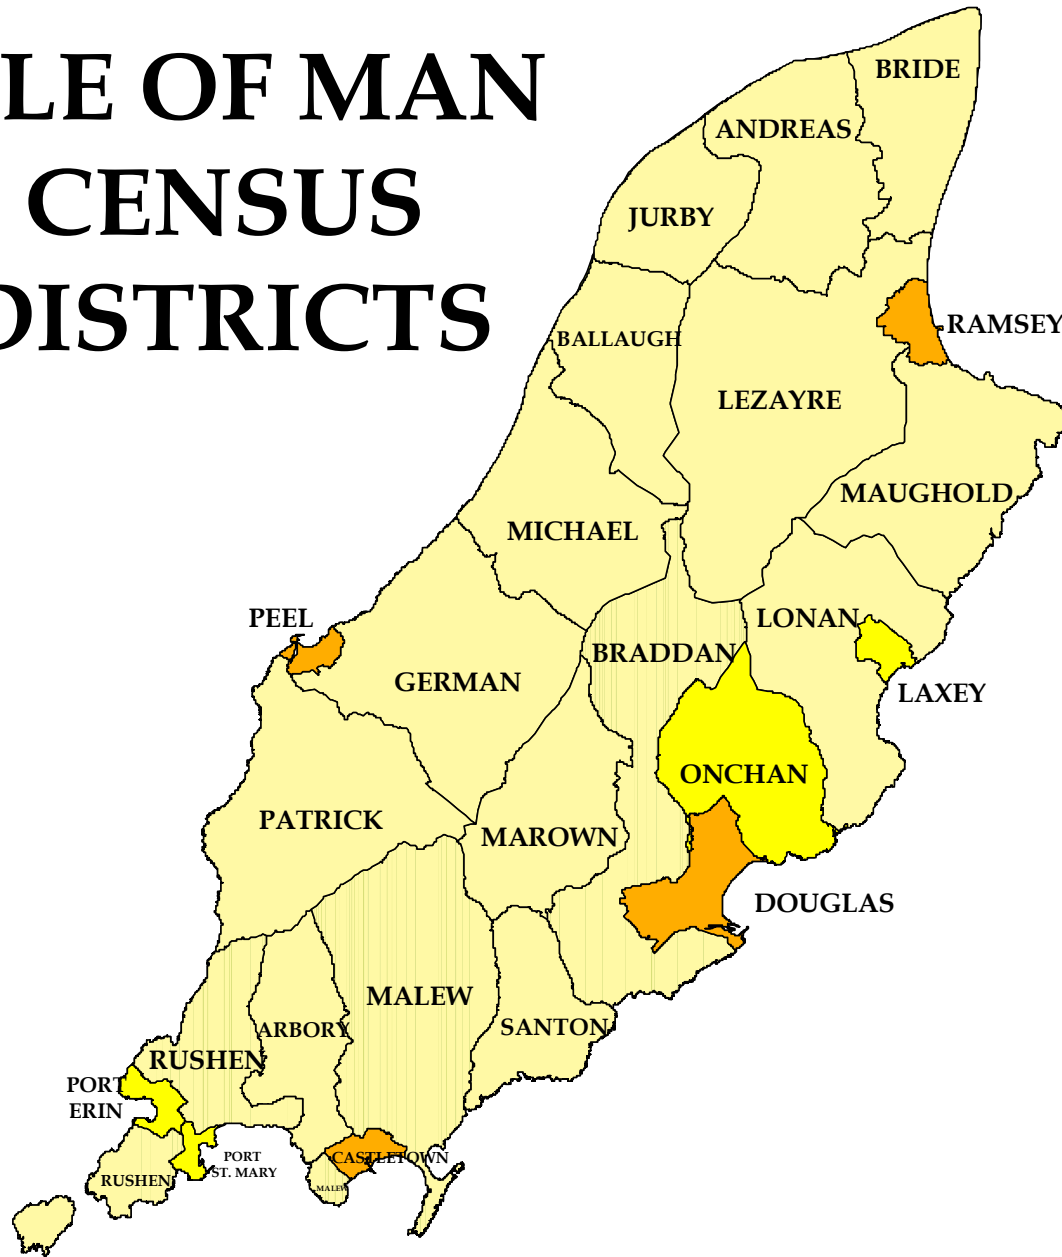 LE OF MAN
CENSUS
DISTRICTS
BRIDE
ANDREAS
JURBY
RAMSEY
BALLAUGH
LEZAYRE
MAUGHOLD
MICHAEL
PEEL
LONAN
BRADDAN
GERMAN
LAXEY
ONCHAN
PATRICK
MAROWN
DOUGLAS
MALEW
SANTON
ARBORY
RUSHEN
PORT
ERIN
PORT
ST. MARY
CASTLETOWN
RUSHEN
MALEW